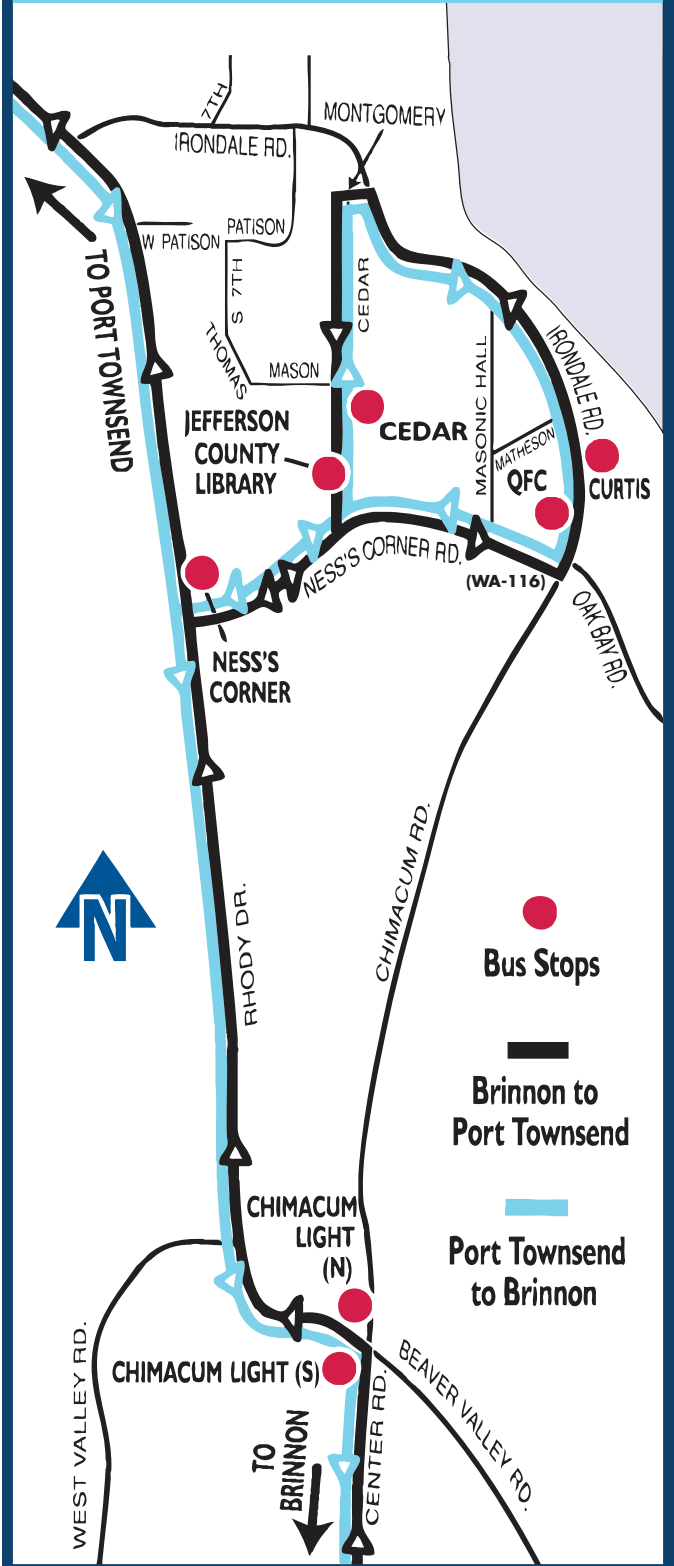 7TH
MONTGOMERY
IRONDALE RD.
PATISON
W PATISON
S 7TH
CEDAR
TO PORT TOWNSEND
THOMAS
MASON
MASONIC HALL
IRONDALE RD.
JEFFERSON
COUNTY
LIBRARY
CEDAR
MATHESON
QFC
CURTIS
NESS'S CORNER RD.
(WA-116)
OAK BAY RD.
NESS'S
CORNER
CHIMACUM RD.
RHODY DR.
N
Bus Stops
Brinnon to
Port Townsend
Port Townsend
to Brinnon
CHIMACUM
LIGHT
(N)
CHIMACUM LIGHT (S)
WEST VALLEY RD.
BEAVER VALLEY RD.
CENTER RD.
TO
BRINNON